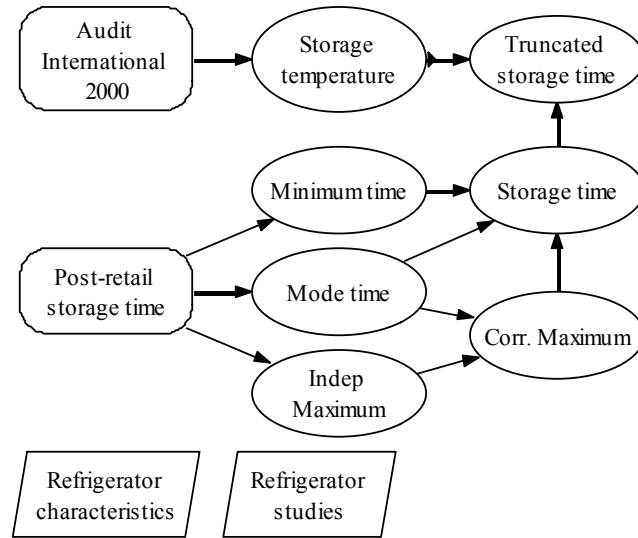 Audit
International
2000
Storage
temperature
Truncated
storage time
Minimum time
Storage time
Post-retail
storage time
Mode time
Corr. Maximum
Indep
Maximum
Refrigerator
characteristics
Refrigerator
studies